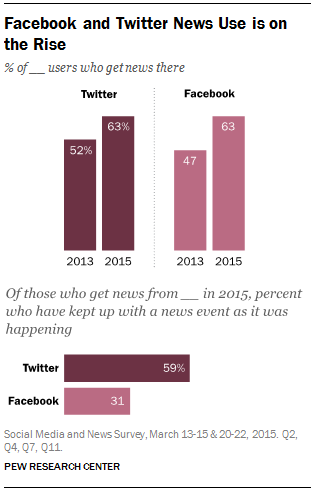 Facebook and Twitter News Use is on
the Rise
% of __ users who get news there
Twitter
Facebook
52%
63%
47
63
2013 2015
2013 2015
Of those who get news from __ in 2015, percent
who have kept up with a news event as it was
happening
Twitter
59%
Facebook
31
Social Media and News Survey, March 13-15 & 20-22, 2015. Q2,
Q4, Q7, Q11.
PEW RESEARCH CENTER